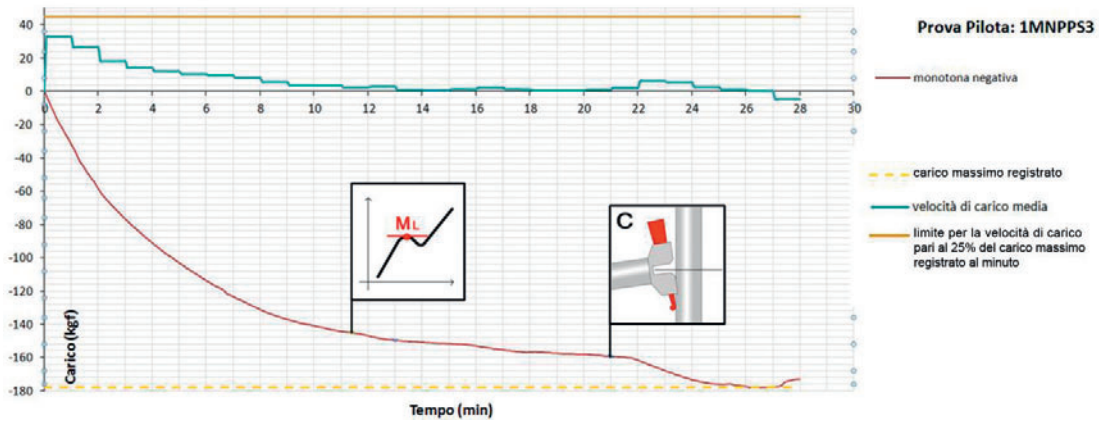 Prova Pilota: 1MNPPS3
40
20
0
-20
-40
-60
-80
-100
-120
-140
-160
-180
0 2 4 6 8 10 12 14 16 18 20 22 24 26 28 30
Carico (kgf)
Tempo (min)
ML
C
monotona negativa
carico massimo registrato
velocità di carico media
limite per la velocità di carico
pari al 25% del carico massimo
registrato al minuto